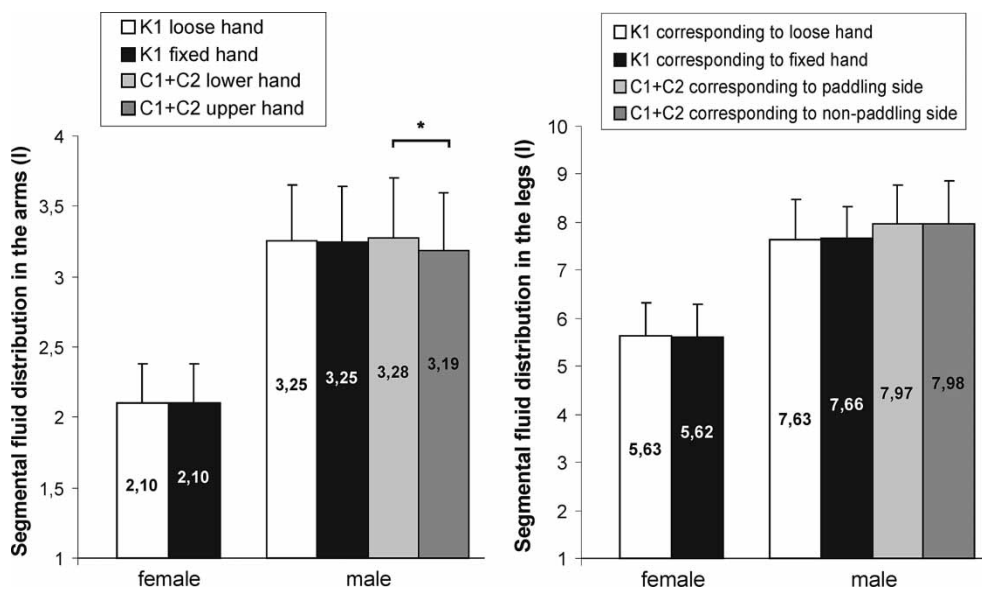 K1 loose hand
K1 fixed hand
C1+C2 lower hand
C1+C2 upper hand
Segmental fluid distribution in the arms (l)
4
3,5
3
2,5
2
1,5
1
*
2,10
2,10
3,25
3,25
3,28
3,19
female
male
K1 corresponding to loose hand
K1 corresponding to fixed hand
C1+C2 corresponding to paddling side
C1+C2 corresponding to non-paddling side
Segmental fluid distribution in the legs (l)
10
9
8
7
6
5
4
3
2
1
5,63
5,62
7,63
7,66
7,97
7,98
female
male